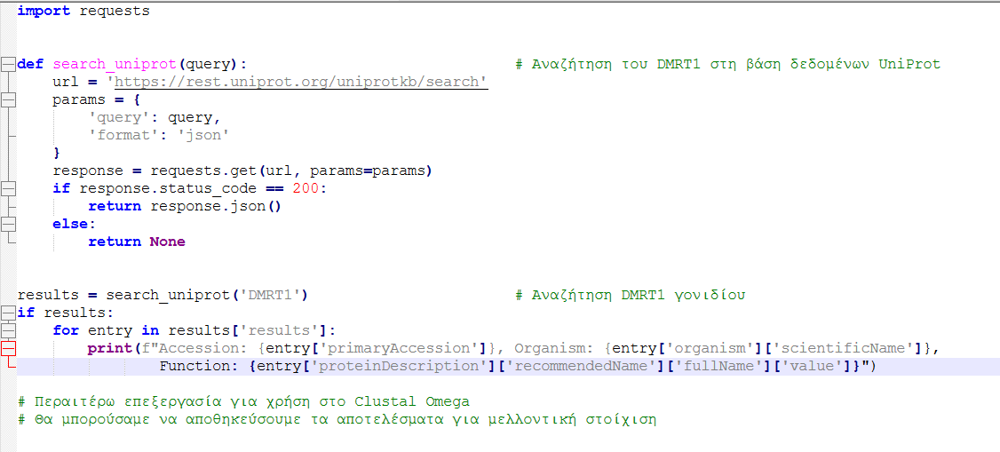 import requests
def search_uniprot(query): # Αναζήτηση του DMRT1 στη βάση δεδομένων UniProt
    url = 'https://rest.uniprot.org/uniprotkb/search'
    params = {
        'query': query,
        'format': 'json'
    }
    response = requests.get(url, params=params)
    if response.status_code == 200:
        return response.json()
    else:
        return None
results = search_uniprot('DMRT1') # Αναζήτηση DMRT1 γονιδίου
if results:
    for entry in results['results']:
        print(f"Accession: {entry['primaryAccession']}, Organism: {entry['organism']['scientificName']},
                Function: {entry['proteinDescription']['recommendedName']['fullName']['value']}")
# Περαιτέρω επεξεργασία για χρήση στο Clustal Omega
# Θα μπορούσαμε να αποθηκεύσουμε τα αποτελέσματα για μελλοντική στοίχιση